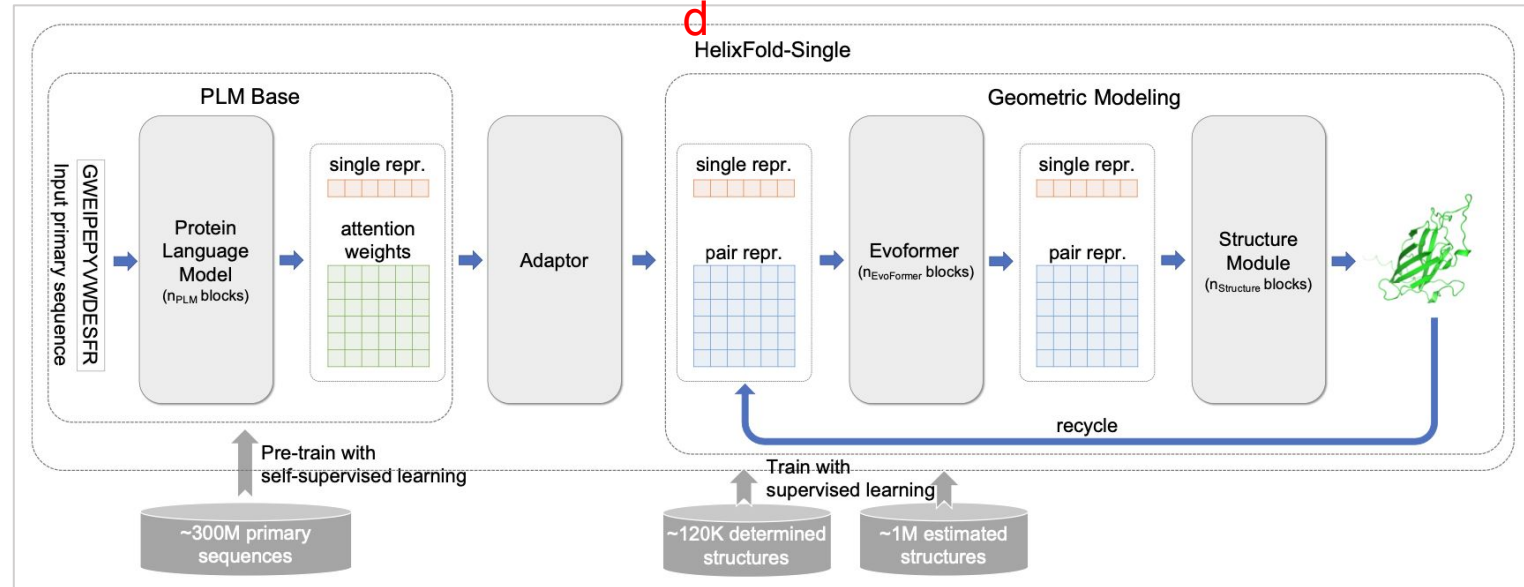 d
HelixFold-Single
PLM Base
Input primary sequence
GWEIPEPYVWDESFR
Protein
Language
Model
(nPLM blocks)
single repr.
attention
weights
Adaptor
Geometric Modeling
single repr.
pair repr.
Evoformer
(nEvoFormer blocks)
single repr.
pair repr.
Structure
Module
(nStructure blocks)
recycle
Pre-train with
self-supervised learning
~300M primary
sequences
Train with
supervised learning
~120K determined
structures
~1M estimated
structures